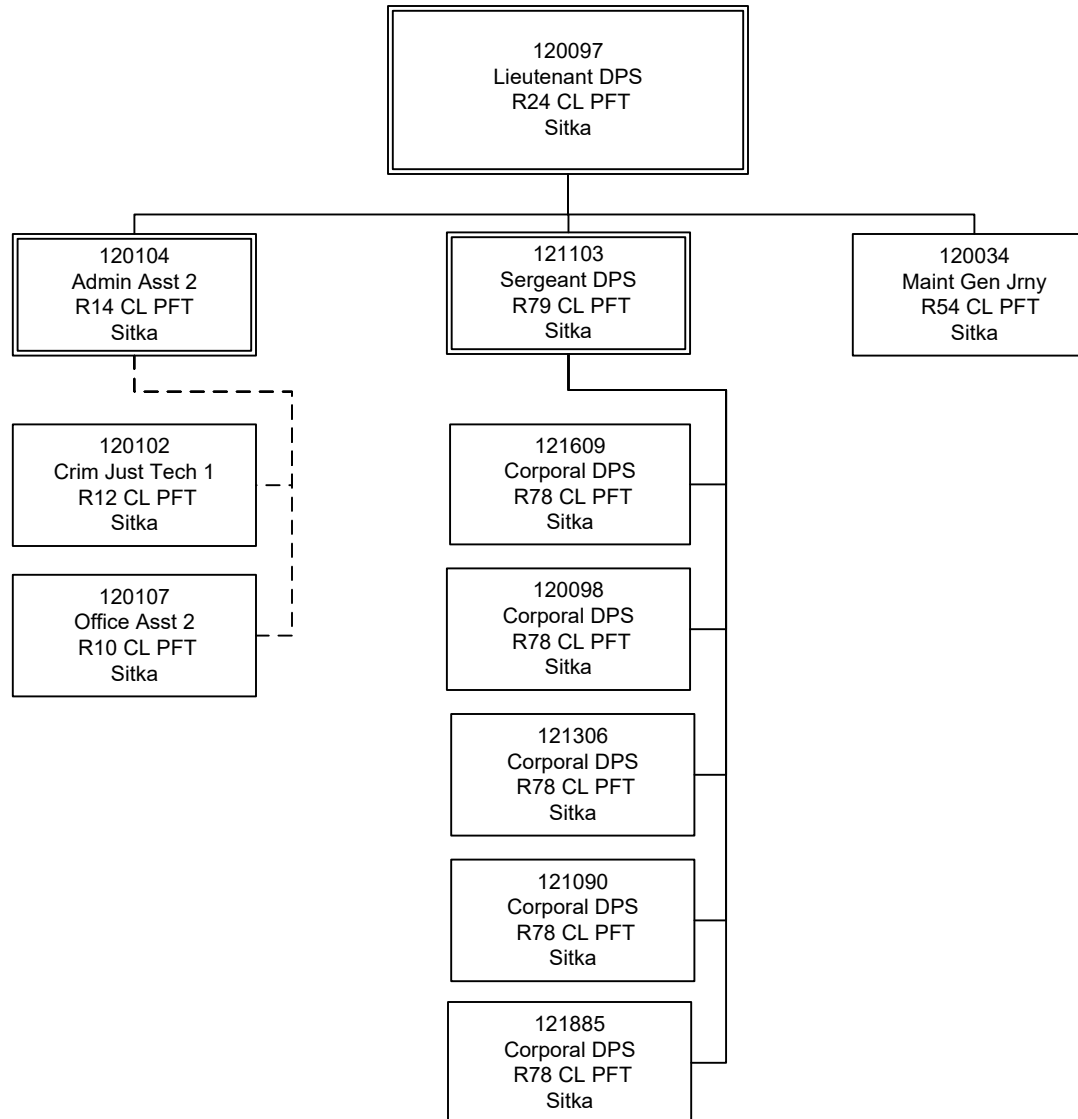 120097
Lieutenant DPS
R24 CL PFT
Sitka
120104
Admin Asst 2
R14 CL PFT
Sitka
121103
Sergeant DPS
R79 CL PFT
Sitka
120034
Maint Gen Jrny
R54 CL PFT
Sitka
120102
Crim Just Tech 1
R12 CL PFT
Sitka
120107
Office Asst 2
R10 CL PFT
Sitka
121609
Corporal DPS
R78 CL PFT
Sitka
120098
Corporal DPS
R78 CL PFT
Sitka
121306
Corporal DPS
R78 CL PFT
Sitka
121090
Corporal DPS
R78 CL PFT
Sitka
121885
Corporal DPS
R78 CL PFT
Sitka